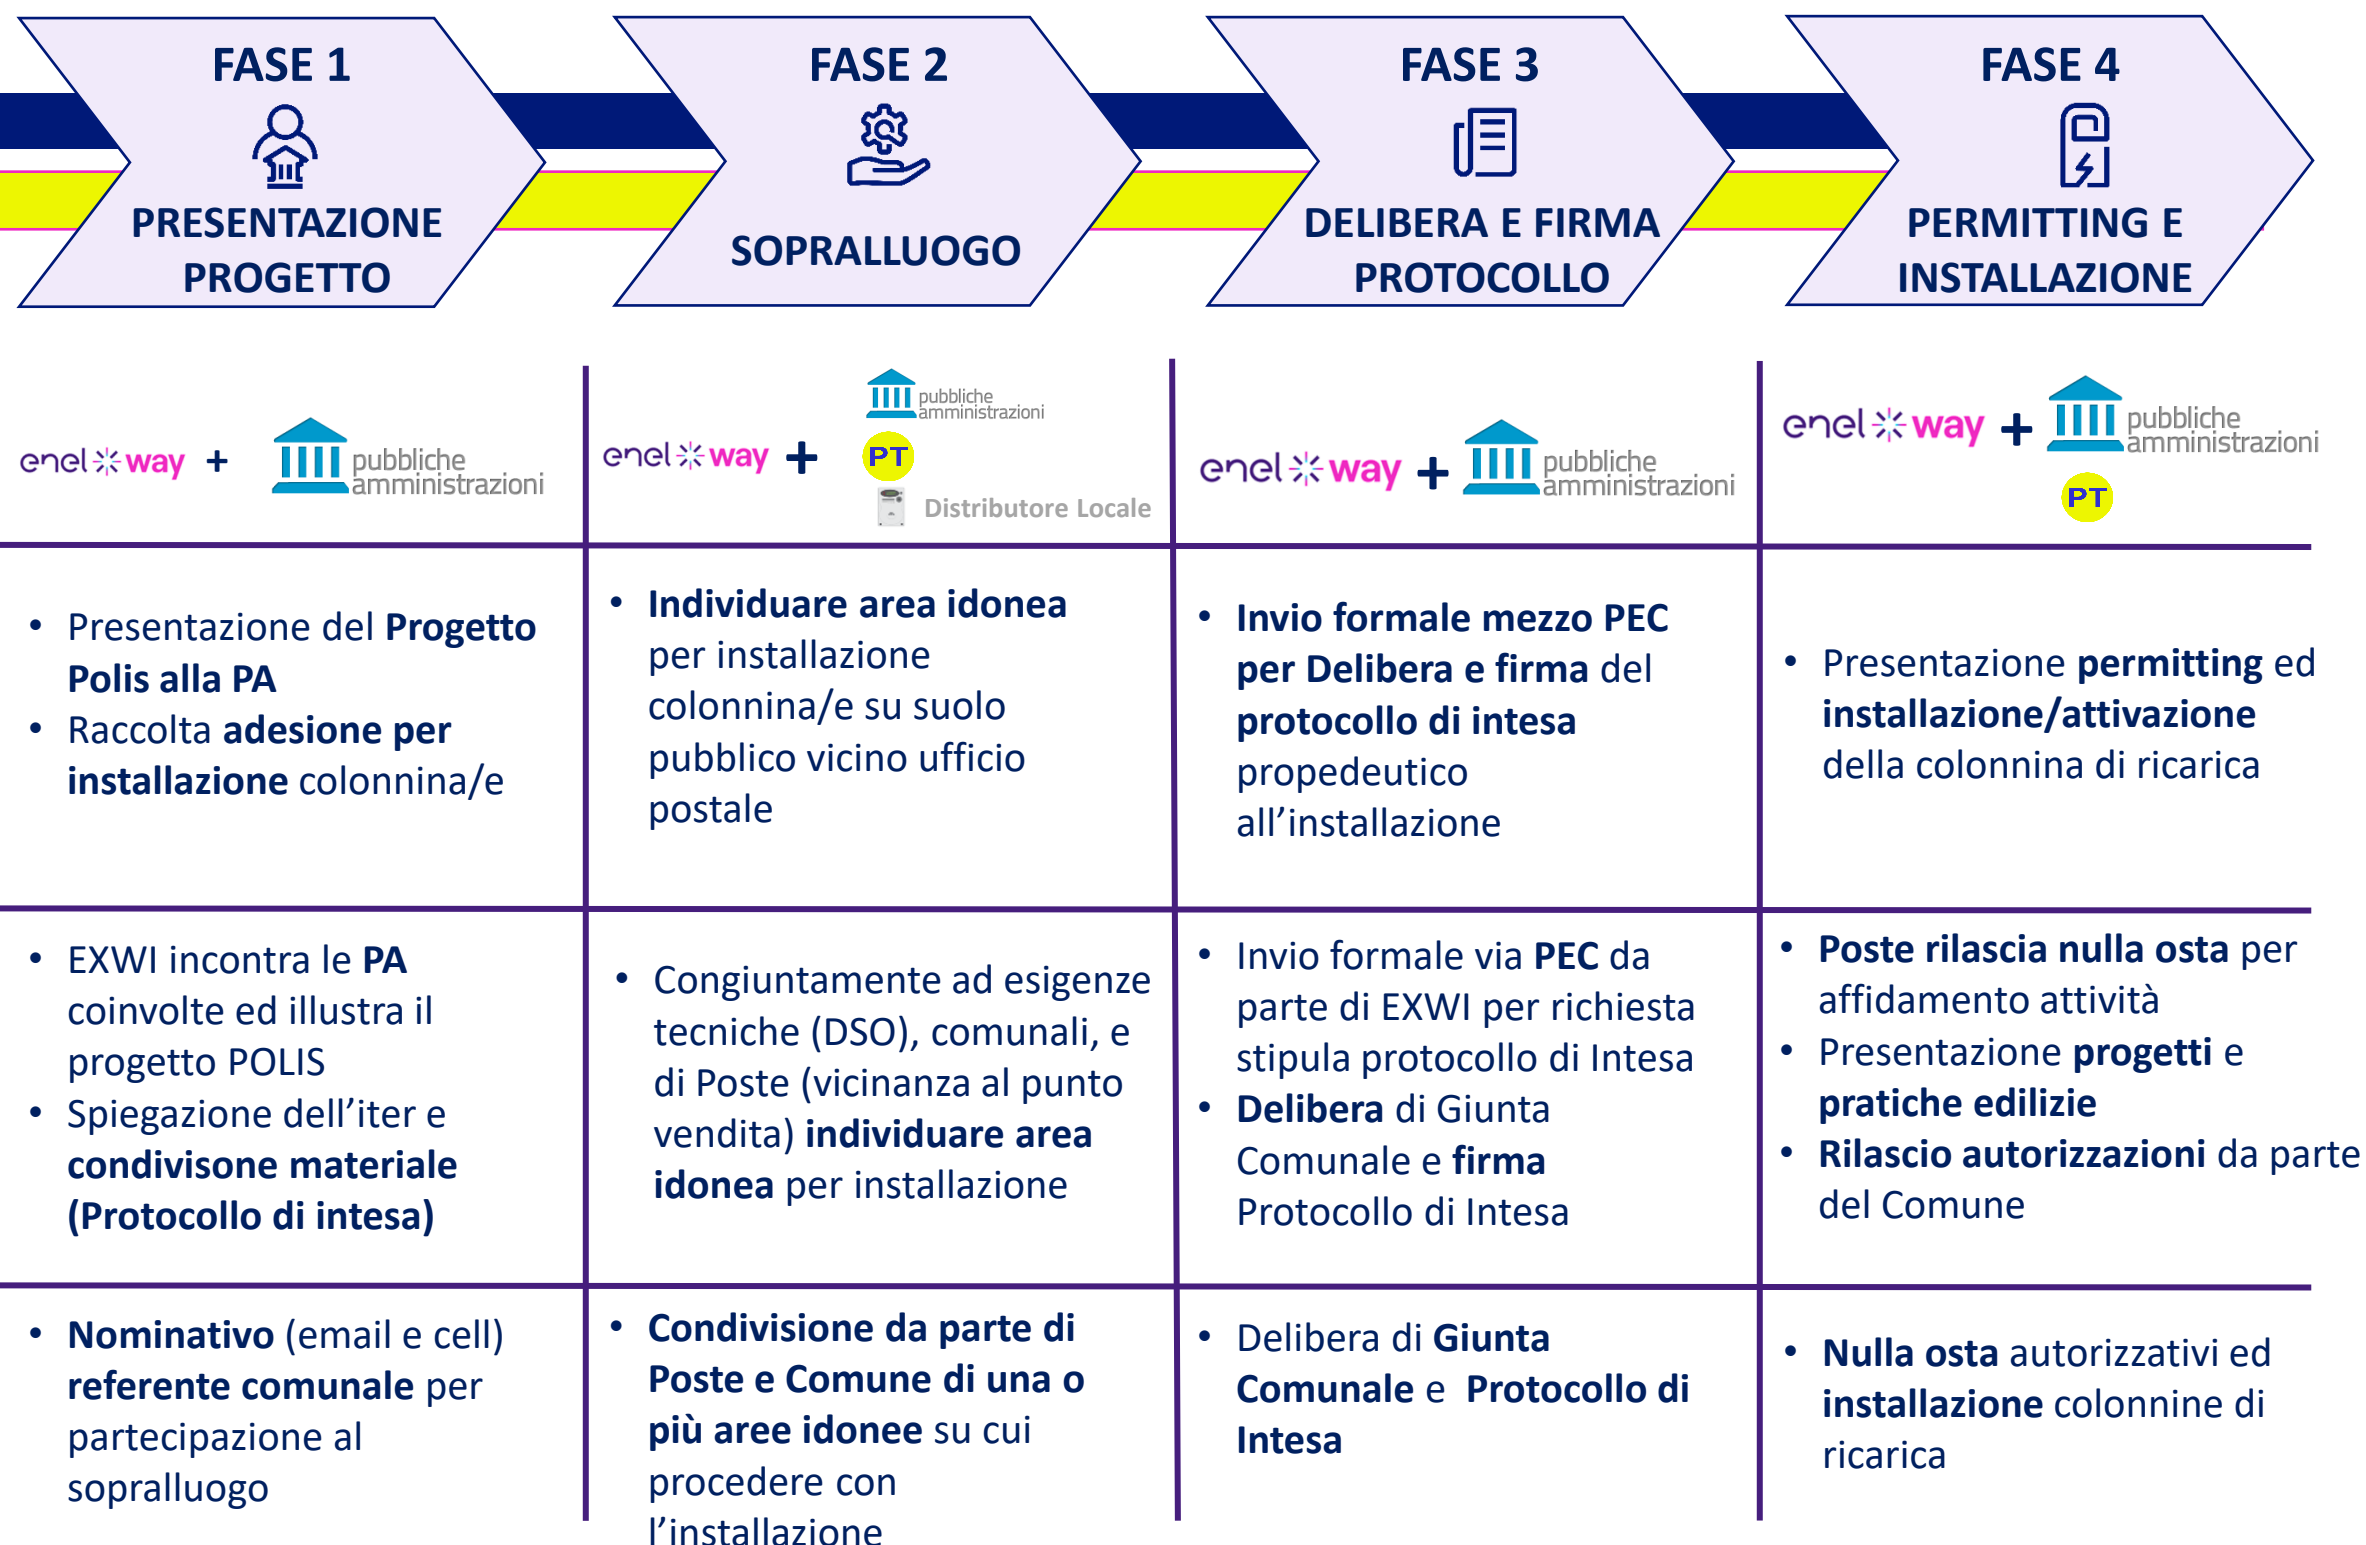 FASE 1
PRESENTAZIONE
PROGETTO
FASE 2
SOPRALLUOGO
FASE 3
DELIBERA E FIRMA
PROTOCOLLO
FASE 4
PERMITTING E
INSTALLAZIONE
enel way +
pubbliche
amministrazioni
enel way +
pubbliche
amministrazioni
PT
Distributore Locale
enel way +
pubbliche
amministrazioni
enel way +
pubbliche
amministrazioni
PT
• Presentazione del Progetto
Polis alla PA
• Raccolta adesione per
installazione colonnina/e
• Individuare area idonea
per installazione
colonnina/e su suolo
pubblico vicino ufficio
postale
• Invio formale mezzo PEC
per Delibera e firma del
protocollo di intesa
propedeutico
all’installazione
• Presentazione permitting ed
installazione/attivazione
della colonnina di ricarica
• EXWI incontra le PA
coinvolte ed illustra il
progetto POLIS
• Spiegazione dell’iter e
condivisone materiale
(Protocollo di intesa)
• Congiuntamente ad esigenze
tecniche (DSO), comunali, e
di Poste (vicinanza al punto
vendita) individuare area
idonea per installazione
• Invio formale via PEC da
parte di EXWI per richiesta
stipula protocollo di Intesa
• Delibera di Giunta
Comunale e firma
Protocollo di Intesa
• Poste rilascia nulla osta per
affidamento attività
• Presentazione progetti e
pratiche edilizie
• Rilascio autorizzazioni da parte
del Comune
• Nominativo (email e cell)
referente comunale per
partecipazione al
sopralluogo
• Condivisione da parte di
Poste e Comune di una o
più aree idonee su cui
procedere con
l’installazione
• Delibera di Giunta
Comunale e Protocollo di
Intesa
• Nulla osta autorizzativi ed
installazione colonnine di
ricarica